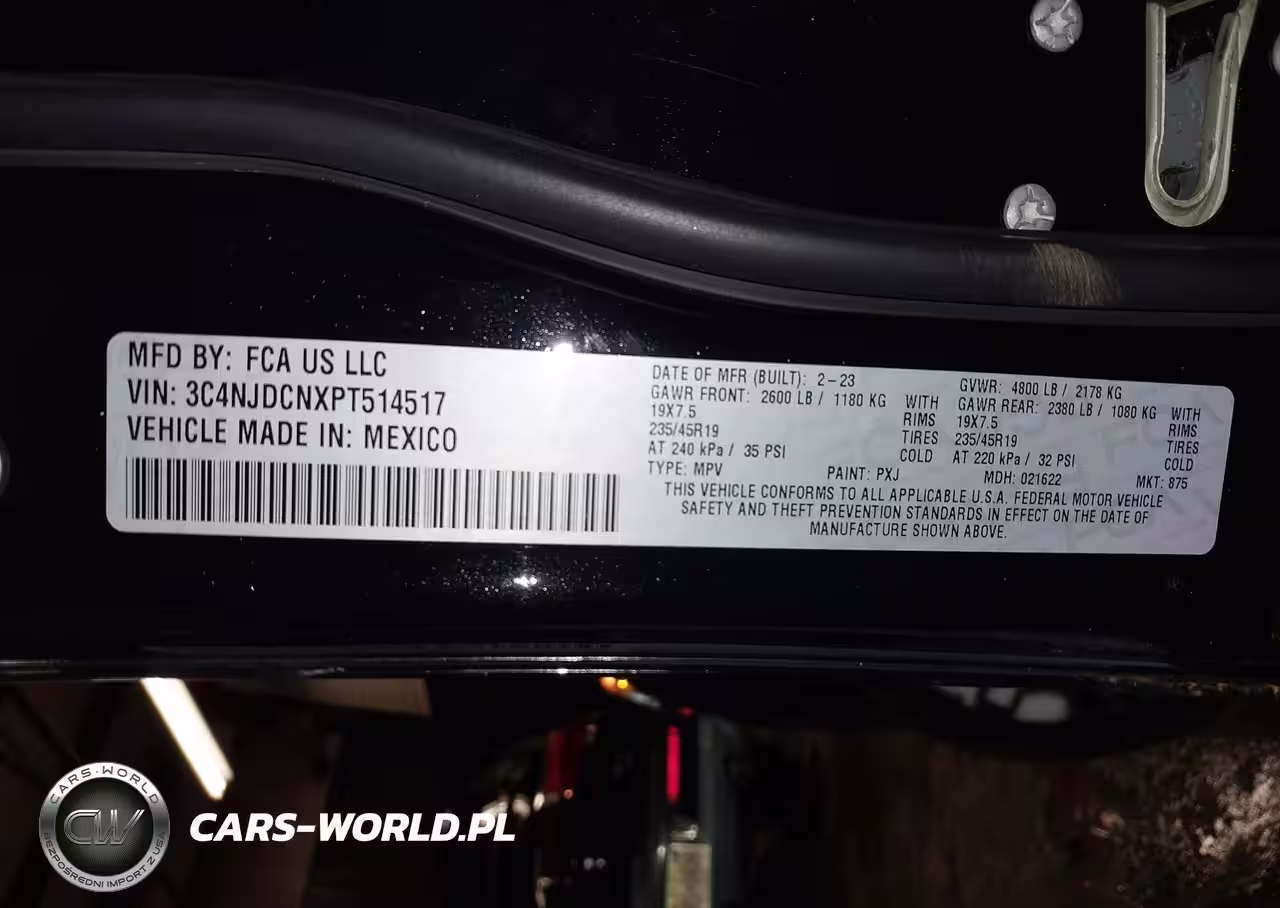 MFD BY: FCA US LLC
VIN: 3C4NJDCNXPT514517
VEHICLE MADE IN: MEXICO
DATE OF MFR (BUILT): 2-23
GAWR FRONT: 2600 LB / 1180 KG WITH
19X7.5 RIMS
235/45R19 TIRES
AT 240 kPa / 35 PSI COLD
GVWR: 4800 LB / 2178 KG
GAWR REAR: 2380 LB / 1080 KG WITH
19X7.5 RIMS
235/45R19 TIRES
AT 220 kPa / 32 PSI COLD
TYPE: MPV PAINT: PXJ MDH: 021622 MKT: 875
THIS VEHICLE CONFORMS TO ALL APPLICABLE U.S.A. FEDERAL MOTOR VEHICLE
SAFETY AND THEFT PREVENTION STANDARDS IN EFFECT ON THE DATE OF
MANUFACTURE SHOWN ABOVE.
CARS-WORLD
CW
BEZPOŚREDNI IMPORT Z USA
CARS-WORLD.PL